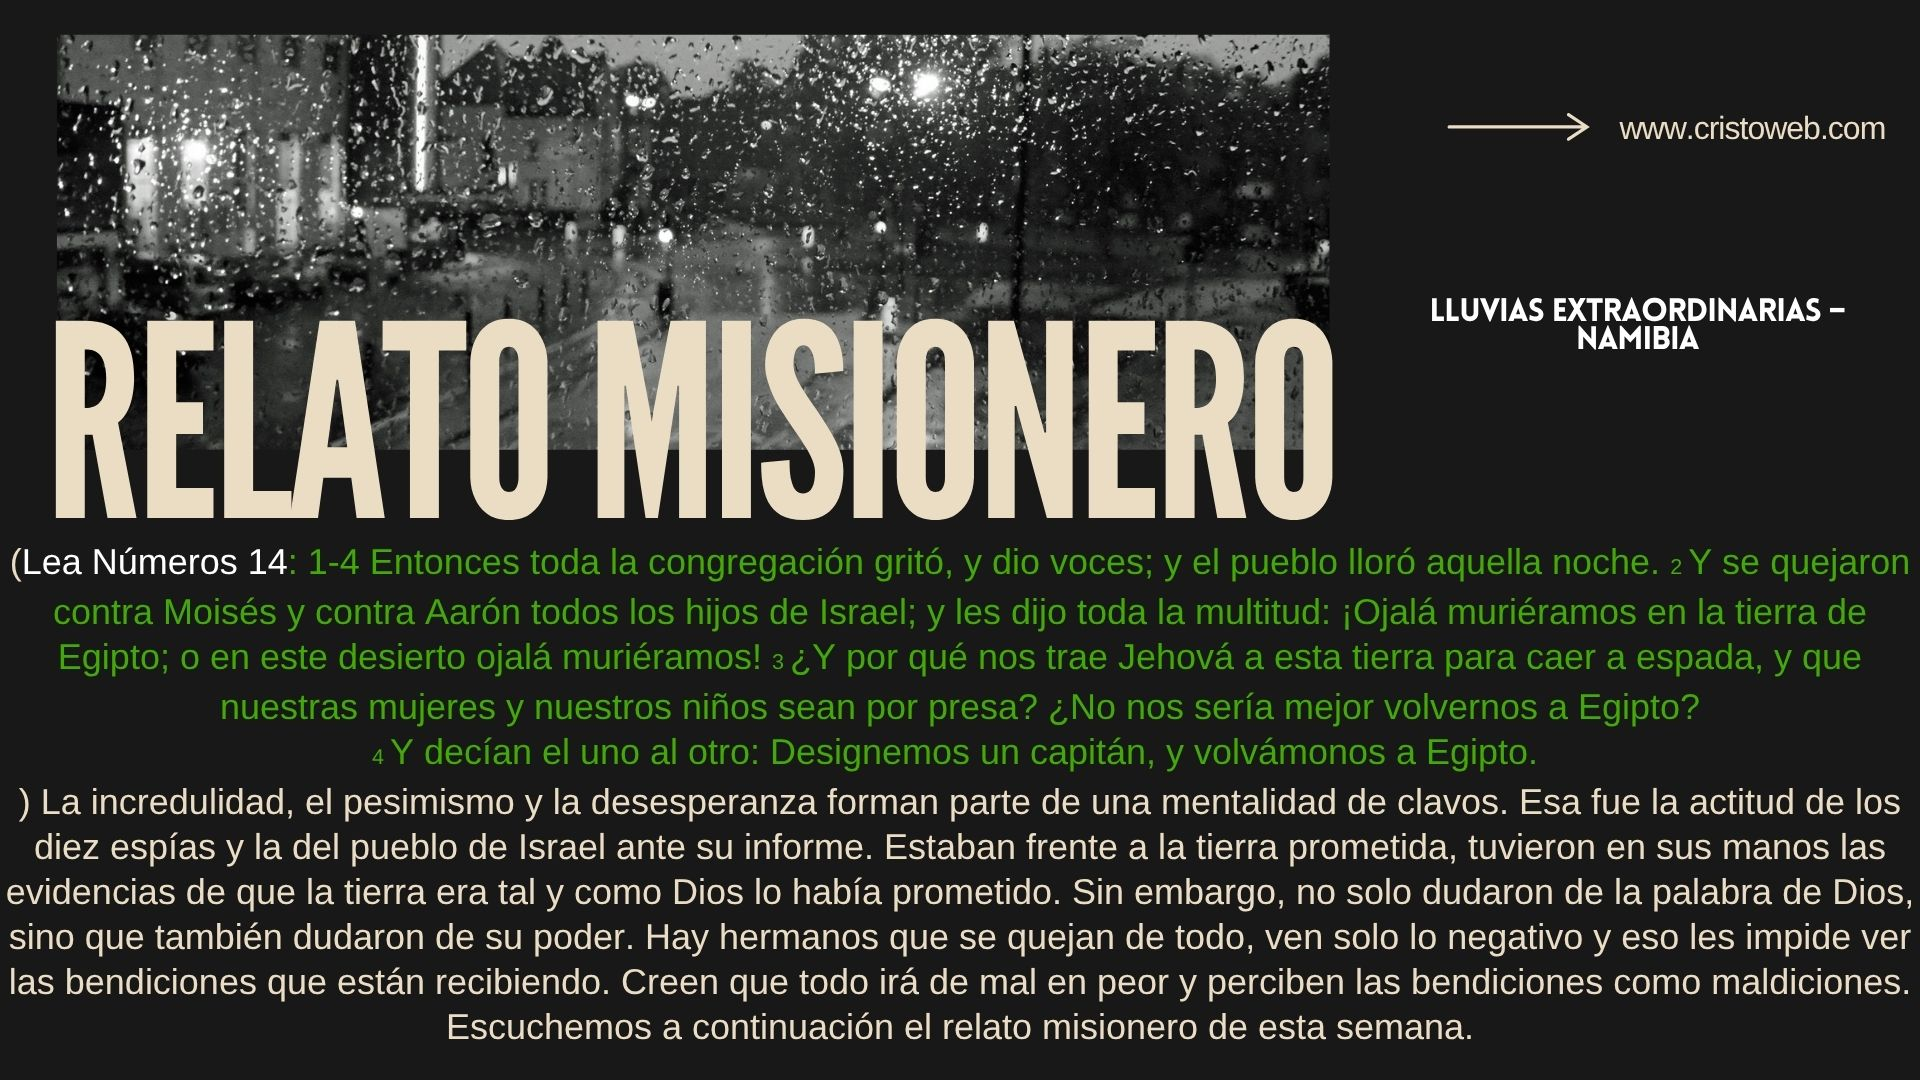 www.cristoweb.com
LLUVIAS EXTRAORDINARIAS –
NAMIBIA
RELATO MISIONERO
(Lea Números 14: 1-4 Entonces toda la congregación gritó, y dio voces; y el pueblo lloró aquella noche. 2 Y se quejaron
contra Moisés y contra Aarón todos los hijos de Israel; y les dijo toda la multitud: ¡Ojalá muriéramos en la tierra de
Egipto; o en este desierto ojalá muriéramos! 3 ¿Y por qué nos trae Jehová a esta tierra para caer a espada, y que
nuestras mujeres y nuestros niños sean por presa? ¿No nos sería mejor volvernos a Egipto?
4 Y decían el uno al otro: Designemos un capitán, y volvámonos a Egipto.
) La incredulidad, el pesimismo y la desesperanza forman parte de una mentalidad de clavos. Esa fue la actitud de los
diez espías y la del pueblo de Israel ante su informe. Estaban frente a la tierra prometida, tuvieron en sus manos las
evidencias de que la tierra era tal y como Dios lo había prometido. Sin embargo, no solo dudaron de la palabra de Dios,
sino que también dudaron de su poder. Hay hermanos que se quejan de todo, ven solo lo negativo y eso les impide ver
las bendiciones que están recibiendo. Creen que todo irá de mal en peor y perciben las bendiciones como maldiciones.
Escuchemos a continuación el relato misionero de esta semana.